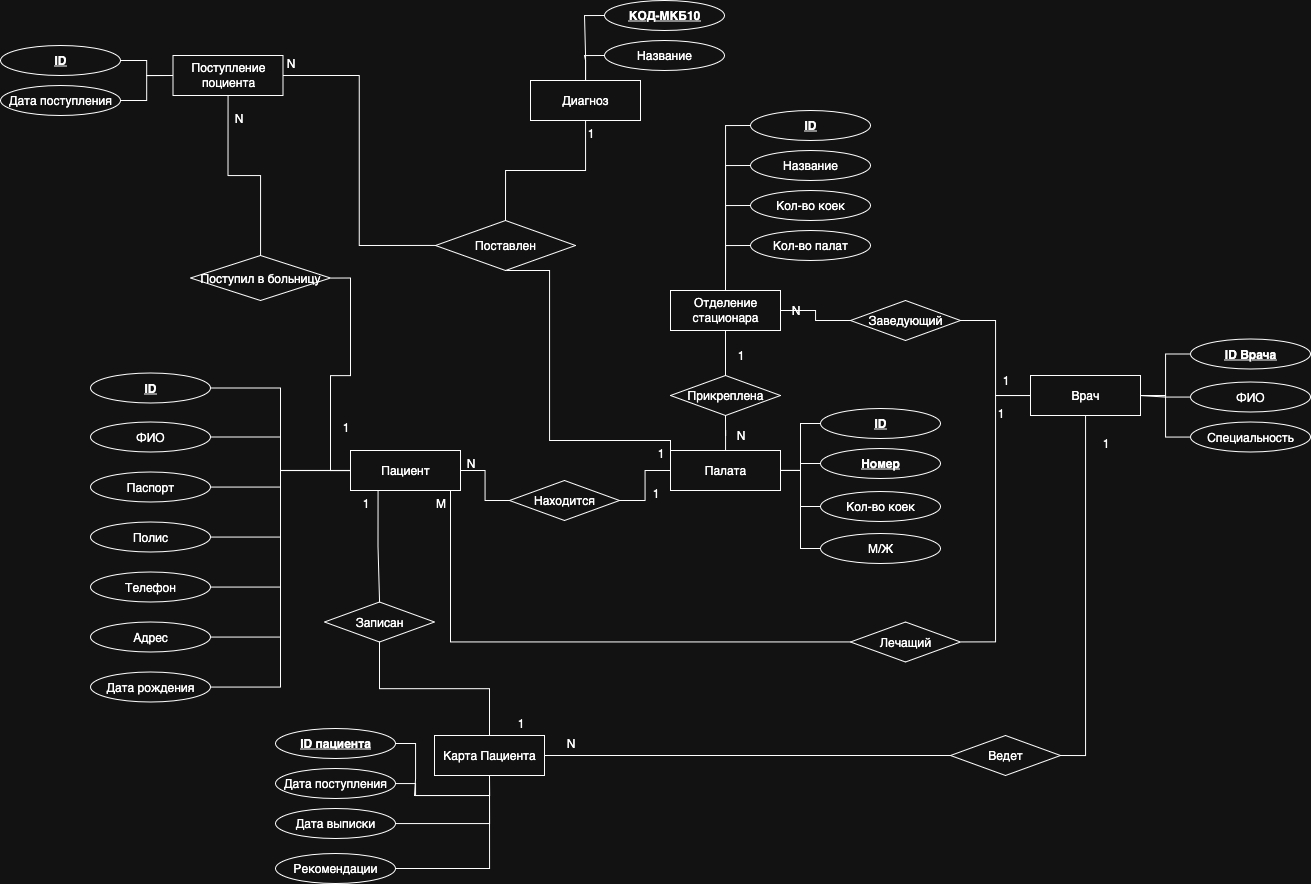 КОД-МКБ10
Название
ID
Дата поступления
Поступление
поциента
N
N
Диагноз
1
ID
Название
Кол-во коек
Кол-во палат
Поставлен
Поступил в больницу
Отделение
стационара
N
Заведующий
1
Прикреплена
N
1
1
Врач
1
ID Врача
ФИО
Специальность
ID
ФИО
Паспорт
Полис
Телефон
Адрес
Дата рождения
1
Пациент
N
1
M
Находится
1
1
Палата
ID
Номер
Кол-во коек
М/Ж
Записан
Лечащий
1
ID пациента
Дата поступления
Дата выписки
Рекомендации
Карта Пациента
N
Ведет